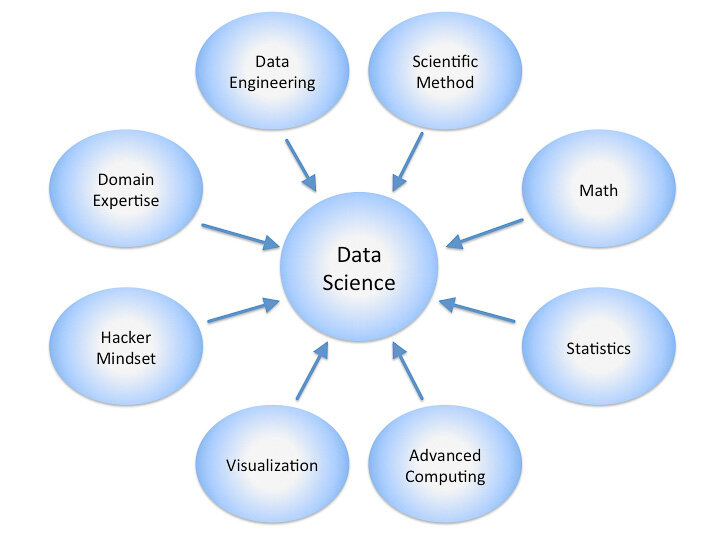 Data
Engineering
Scientific
Method
Domain
Expertise
Math
Data
Science
Hacker
Mindset
Statistics
Visualization
Advanced
Computing